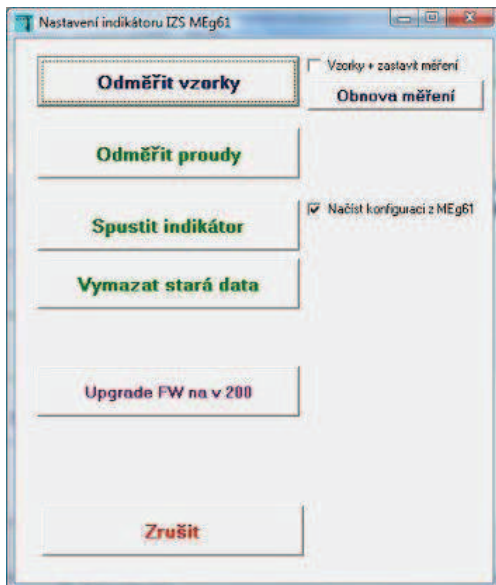 Nastavení indikátoru IZS MEg61
Odměřit vzorky
Vzorky + zastavit měření
Obnova měření
Odměřit proudy
Spustit indikátor
Načíst konfiguraci z MEg61
Vymazat stará data
Upgrade FW na v 200
Zrušit